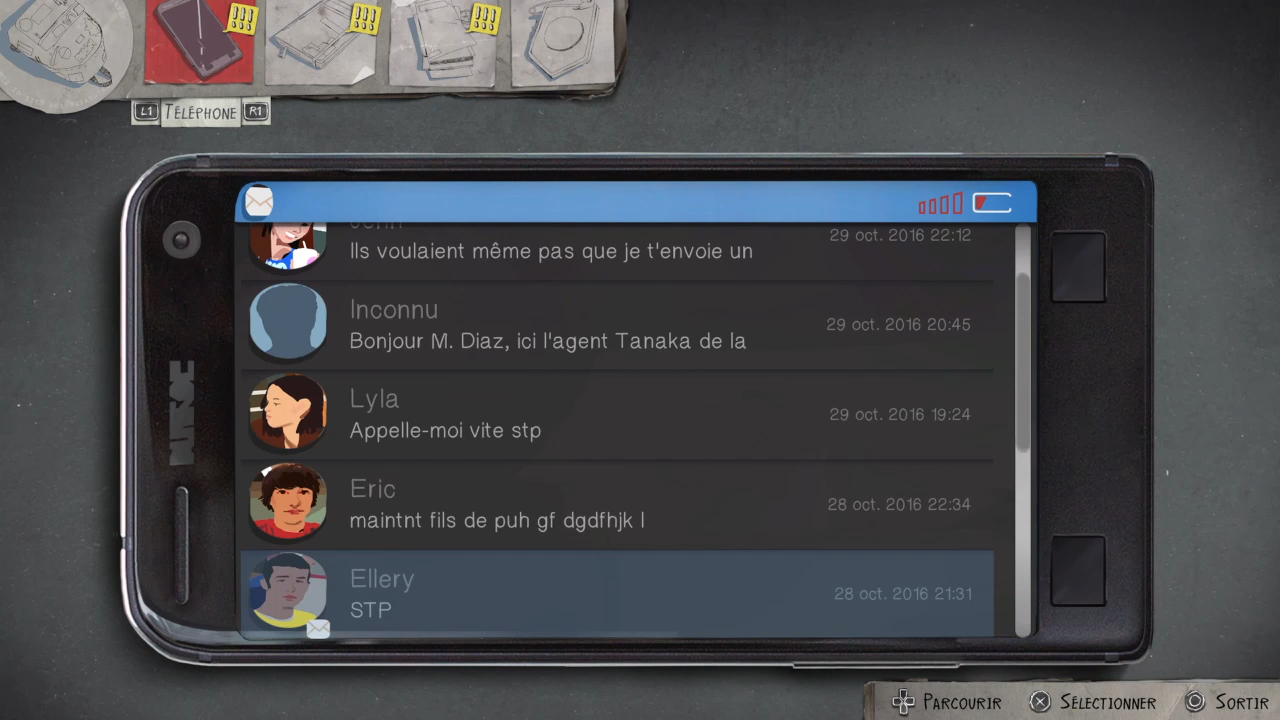 L1 TÉLÉPHONE R1
29 oct. 2016 22:12
Ils voulaient même pas que je t'envoie un
Inconnu
29 oct. 2016 20:45
Bonjour M. Diaz, ici l'agent Tanaka de la
Lyla
29 oct. 2016 19:24
Appelle-moi vite stp
Eric
28 oct. 2016 22:34
maintnt fils de puh gf dgdfhjk l
Ellery
28 oct. 2016 21:31
STP
PARCOURIR SÉLECTIONNER SORTIR